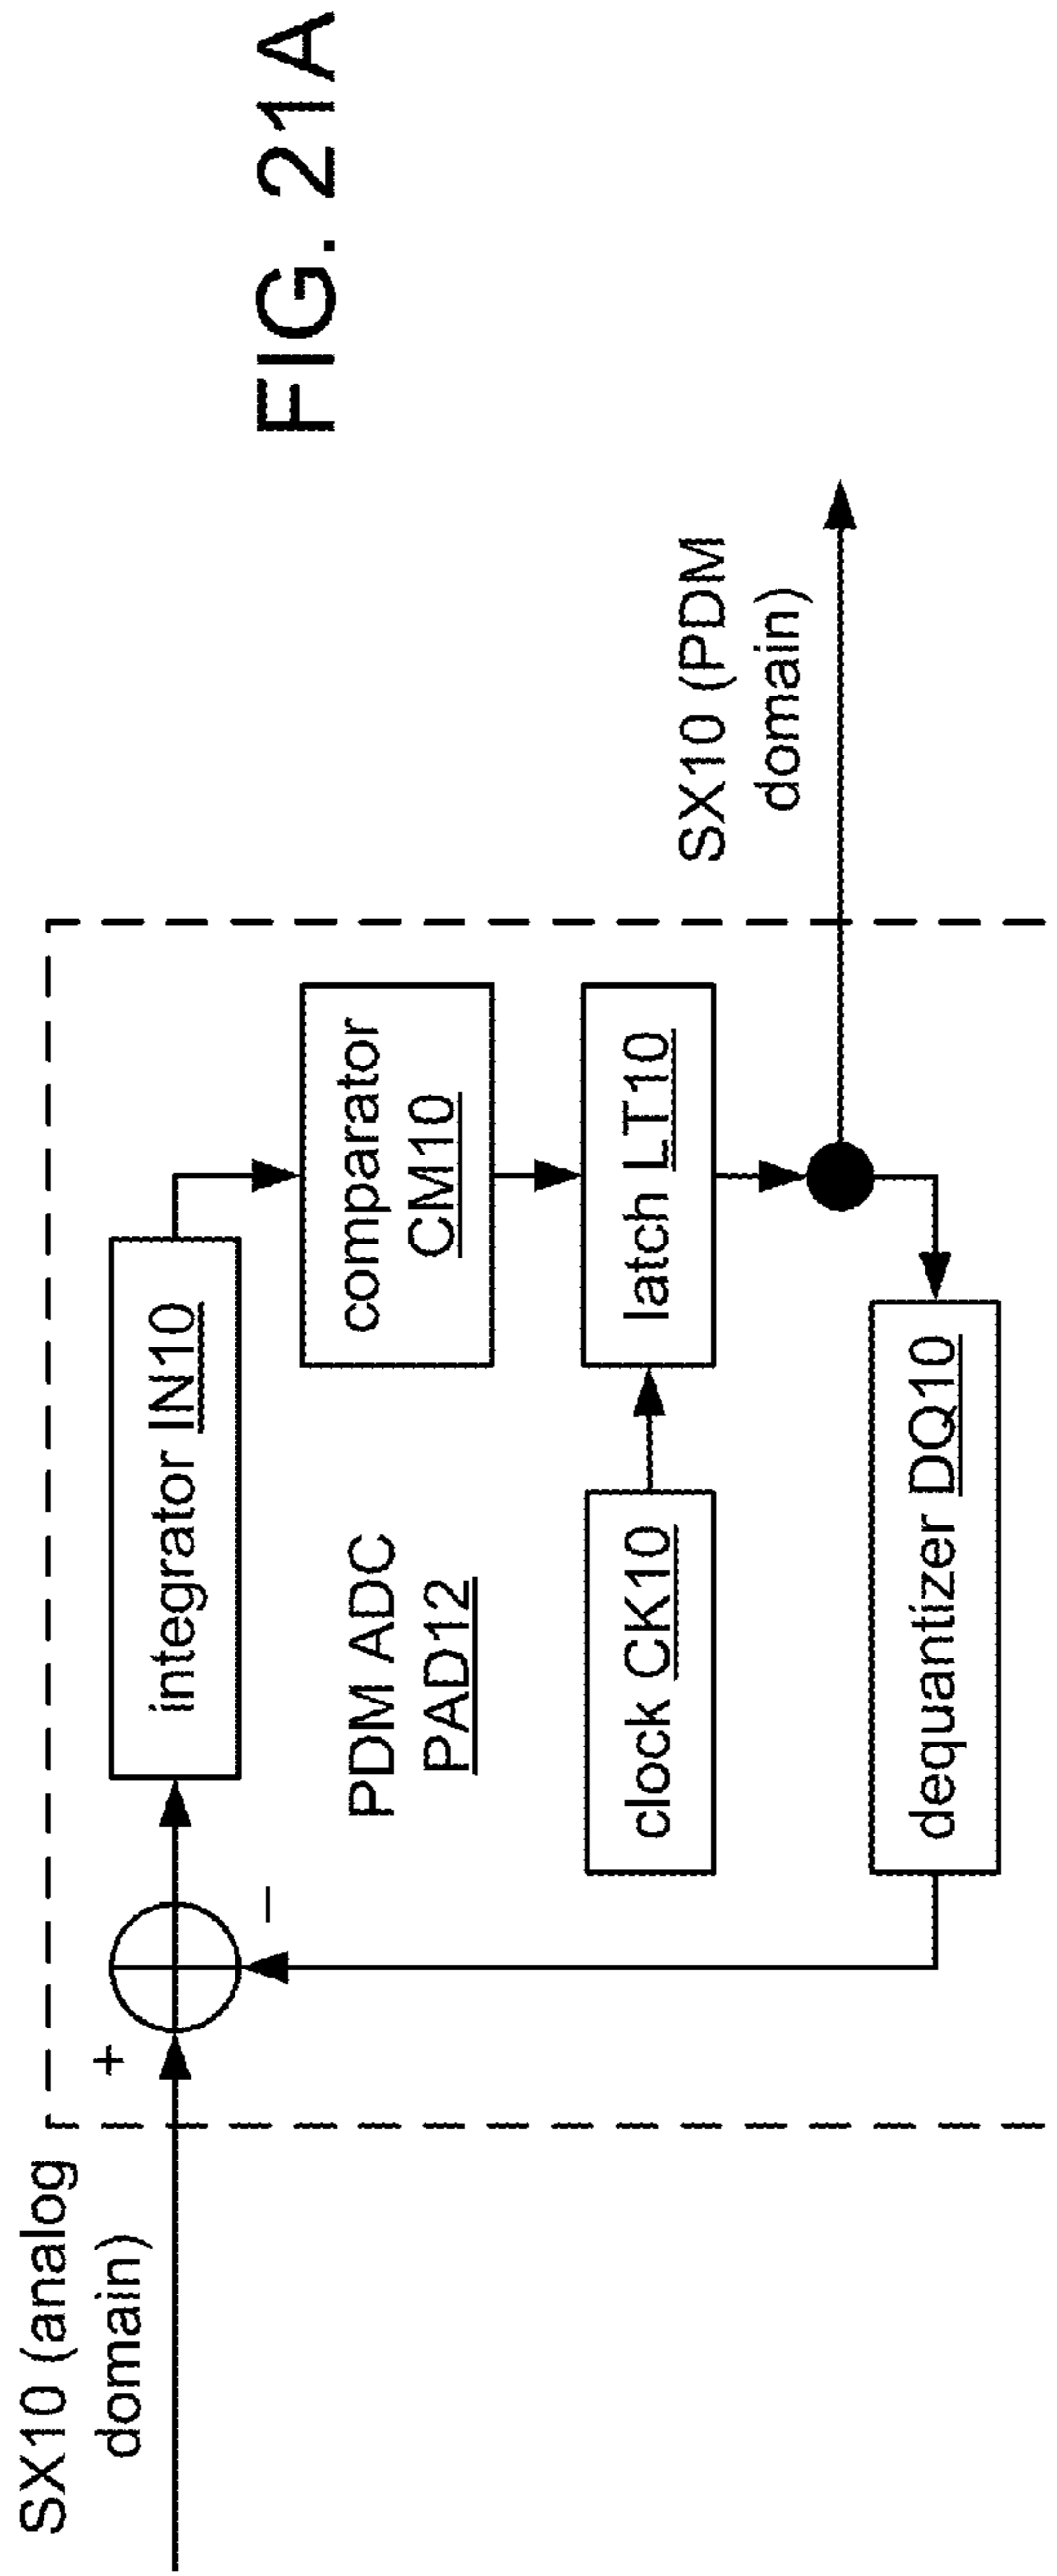 SX10 (analog
domain)
+
−
integrator IN10
comparator
CM10
PDM ADC
PAD12
clock CK10
latch LT10
dequantizer DQ10
SX10 (PDM
domain)
FIG. 21A